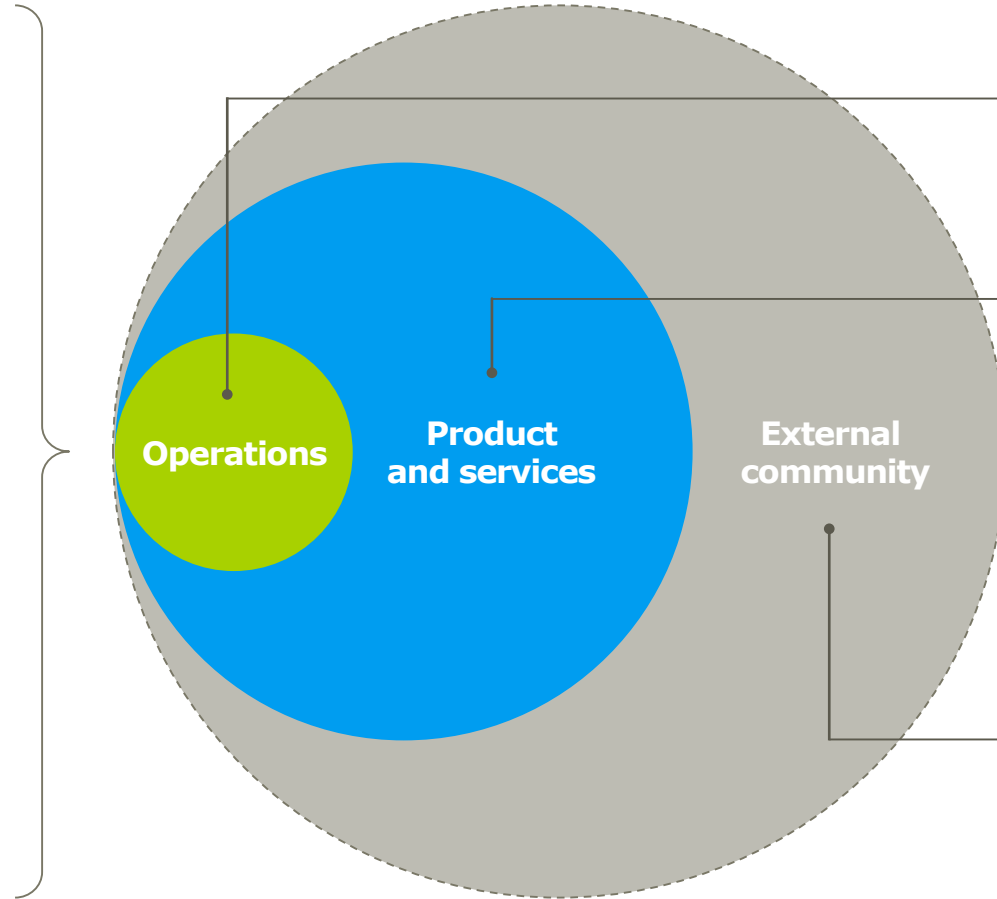 Operations
Product
and services
External
community